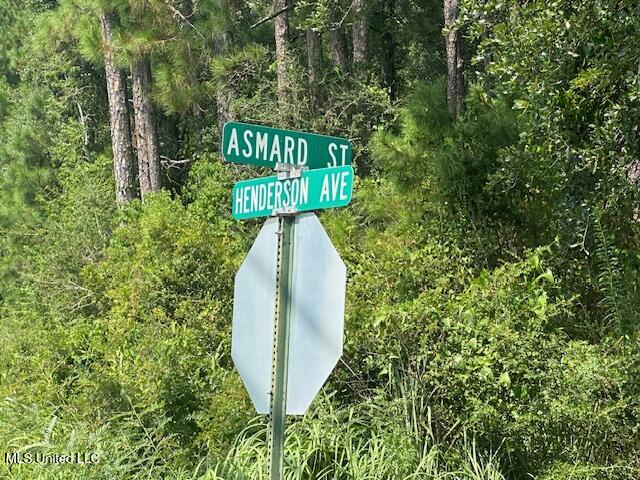 ASMARD ST
HENDERSON AVE
MLS United LLC